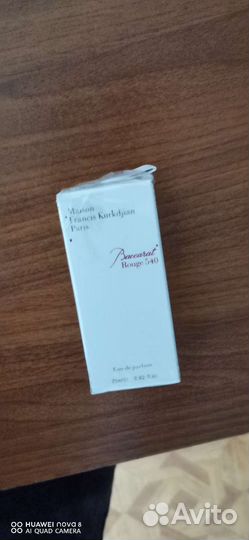 Maison
Francis Kurkdjian
Paris
Baccarat
Rouge 540
Eau de parfum
HUAWEI nova 8
AI QUAD CAMERA
Avito